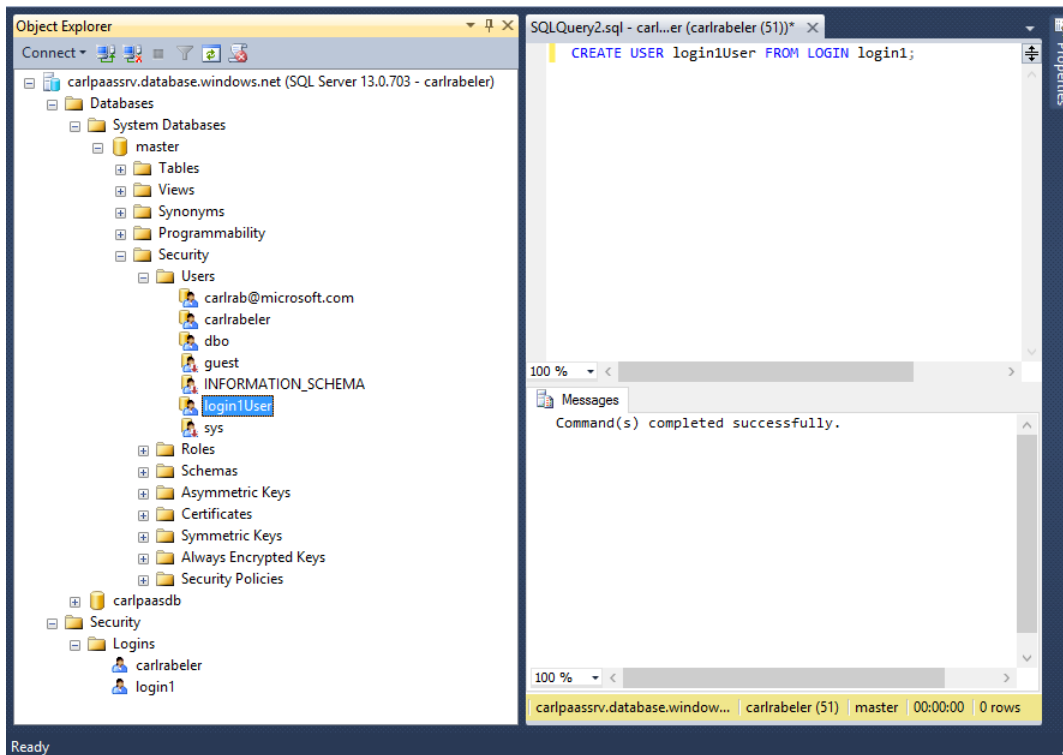 Object Explorer
Connect
carlpaassrv.database.windows.net (SQL Server 13.0.703 - carlrabeler)
Databases
System Databases
master
Tables
Views
Synonyms
Programmability
Security
Users
carlrab@microsoft.com
carlrabeler
dbo
guest
INFORMATION_SCHEMA
login1User
sys
Roles
Schemas
Asymmetric Keys
Certificates
Symmetric Keys
Always Encrypted Keys
Security Policies
carlpaasdb
Security
Logins
carlrabeler
login1
SQLQuery2.sql - carl...er (carlrabeler (51))*
CREATE USER login1User FROM LOGIN login1;
100 %
Messages
Command(s) completed successfully.
100 %
carlpaassrv.database.window... carlrabeler (51) master 00:00:00 0 rows
Properties
Ready